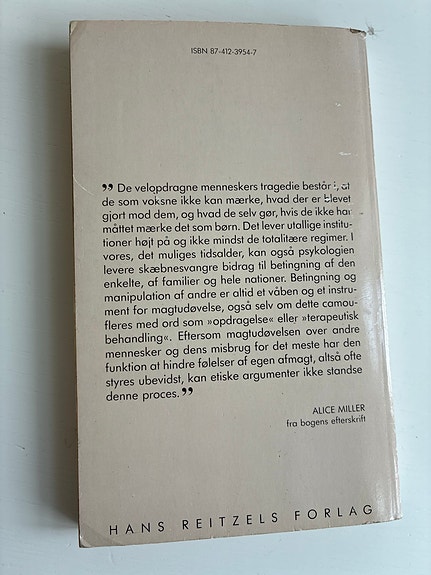 ISBN 87-412-3954-7
” De velopdragne menneskers tragedie består i, at
de som voksne ikke kan mærke, hvad der er blevet
gjort mod dem, og hvad de selv gør, hvis de ikke har
måttet mærke det som børn. Det lever utallige institu-
tioner højt på og ikke mindst de totalitære regimer. I
vores, det muliges tidsalder, kan også psykologien
levere skæbnesvangre bidrag til betingning af den
enkelte, af familier og hele nationer. Betingning og
manipulation af andre er altid et våben og et instru-
ment for magtudøvelse, også selv om dette camou-
fleres med ord som »opdragelse« eller »terapeutisk
behandling«. Eftersom magtudøvelsen over andre
mennesker og dens misbrug for det meste har den
funktion at hindre følelser af egen afmagt, altså ofte
styres ubevidst, kan etiske argumenter ikke standse
denne proces. ”
ALICE MILLER
fra bogens efterskrift
HANS REITZELS FORLAG